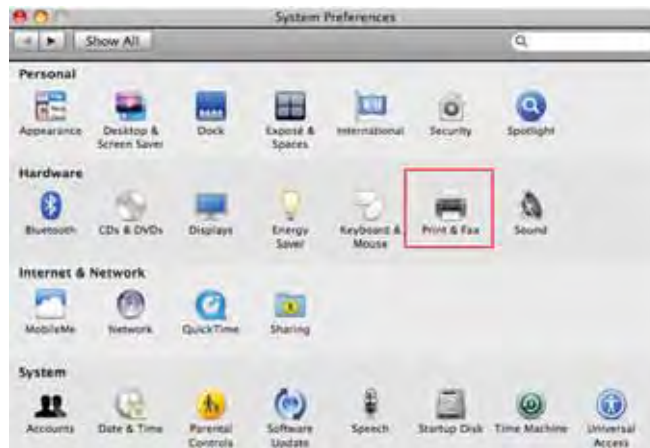 System Preferences
Show All
Personal
Appearance Desktop & Screen Saver Dock Exposé & Spaces International Security Spotlight
Hardware
Bluetooth CDs & DVDs Displays Energy Saver Keyboard & Mouse Print & Fax Sound
Internet & Network
MobileMe Network QuickTime Sharing
System
Accounts Date & Time Parental Controls Software Update Speech Startup Disk Time Machine Universal Access